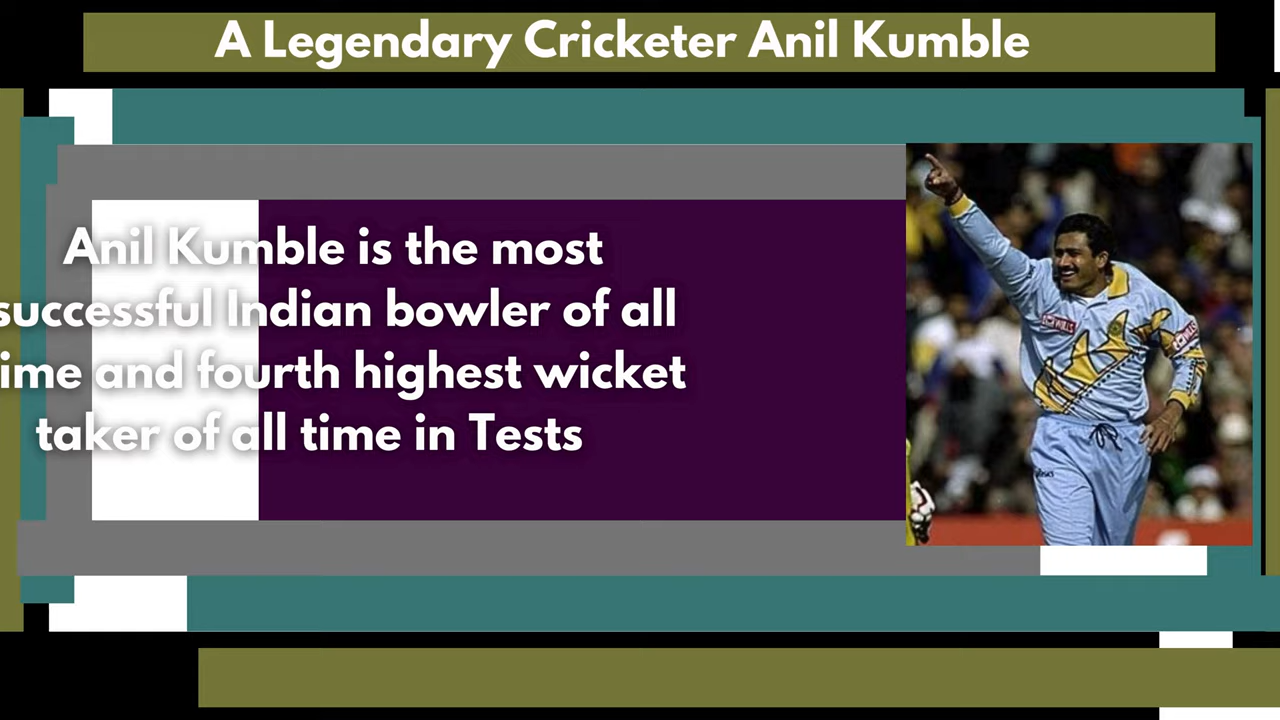 A Legendary Cricketer Anil Kumble
Anil Kumble is the most
successful Indian bowler of all
ime and fourth highest wicket
taker of all time in Tests